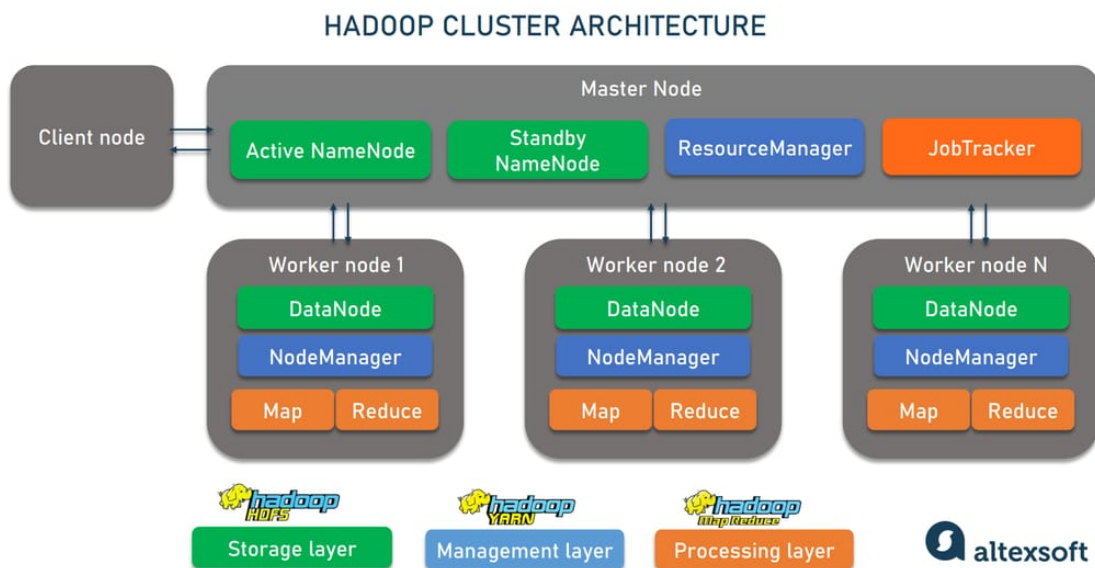 HADOOP CLUSTER ARCHITECTURE
Client node
Master Node
Active NameNode
Standby
NameNode
ResourceManager
JobTracker
Worker node 1
DataNode
NodeManager
Map
Reduce
Worker node 2
DataNode
NodeManager
Map
Reduce
Worker node N
DataNode
NodeManager
Map
Reduce
hadoop
HDFS
Storage layer
hadoop
YARN
Management layer
hadoop
Map Reduce
Processing layer
altexsoft